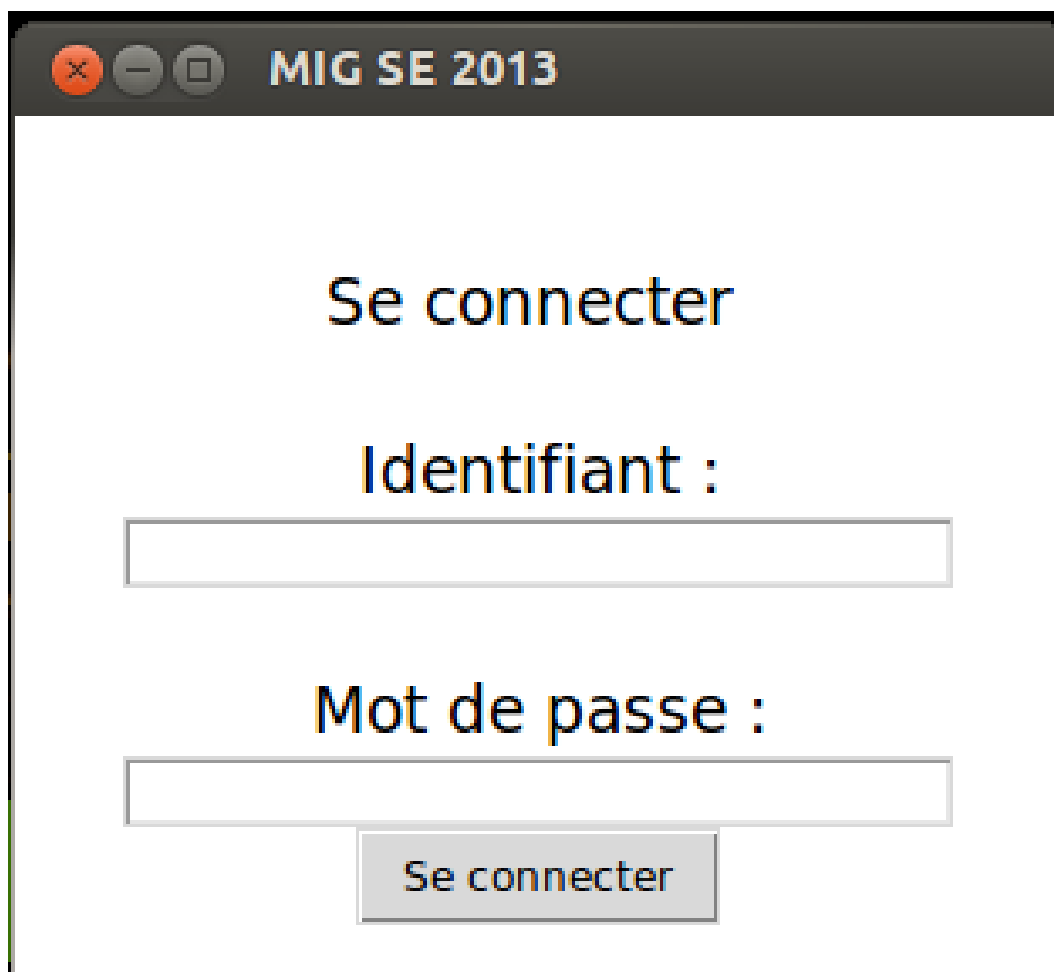 MIG SE 2013
Se connecter
Identifiant :
Mot de passe :
Se connecter